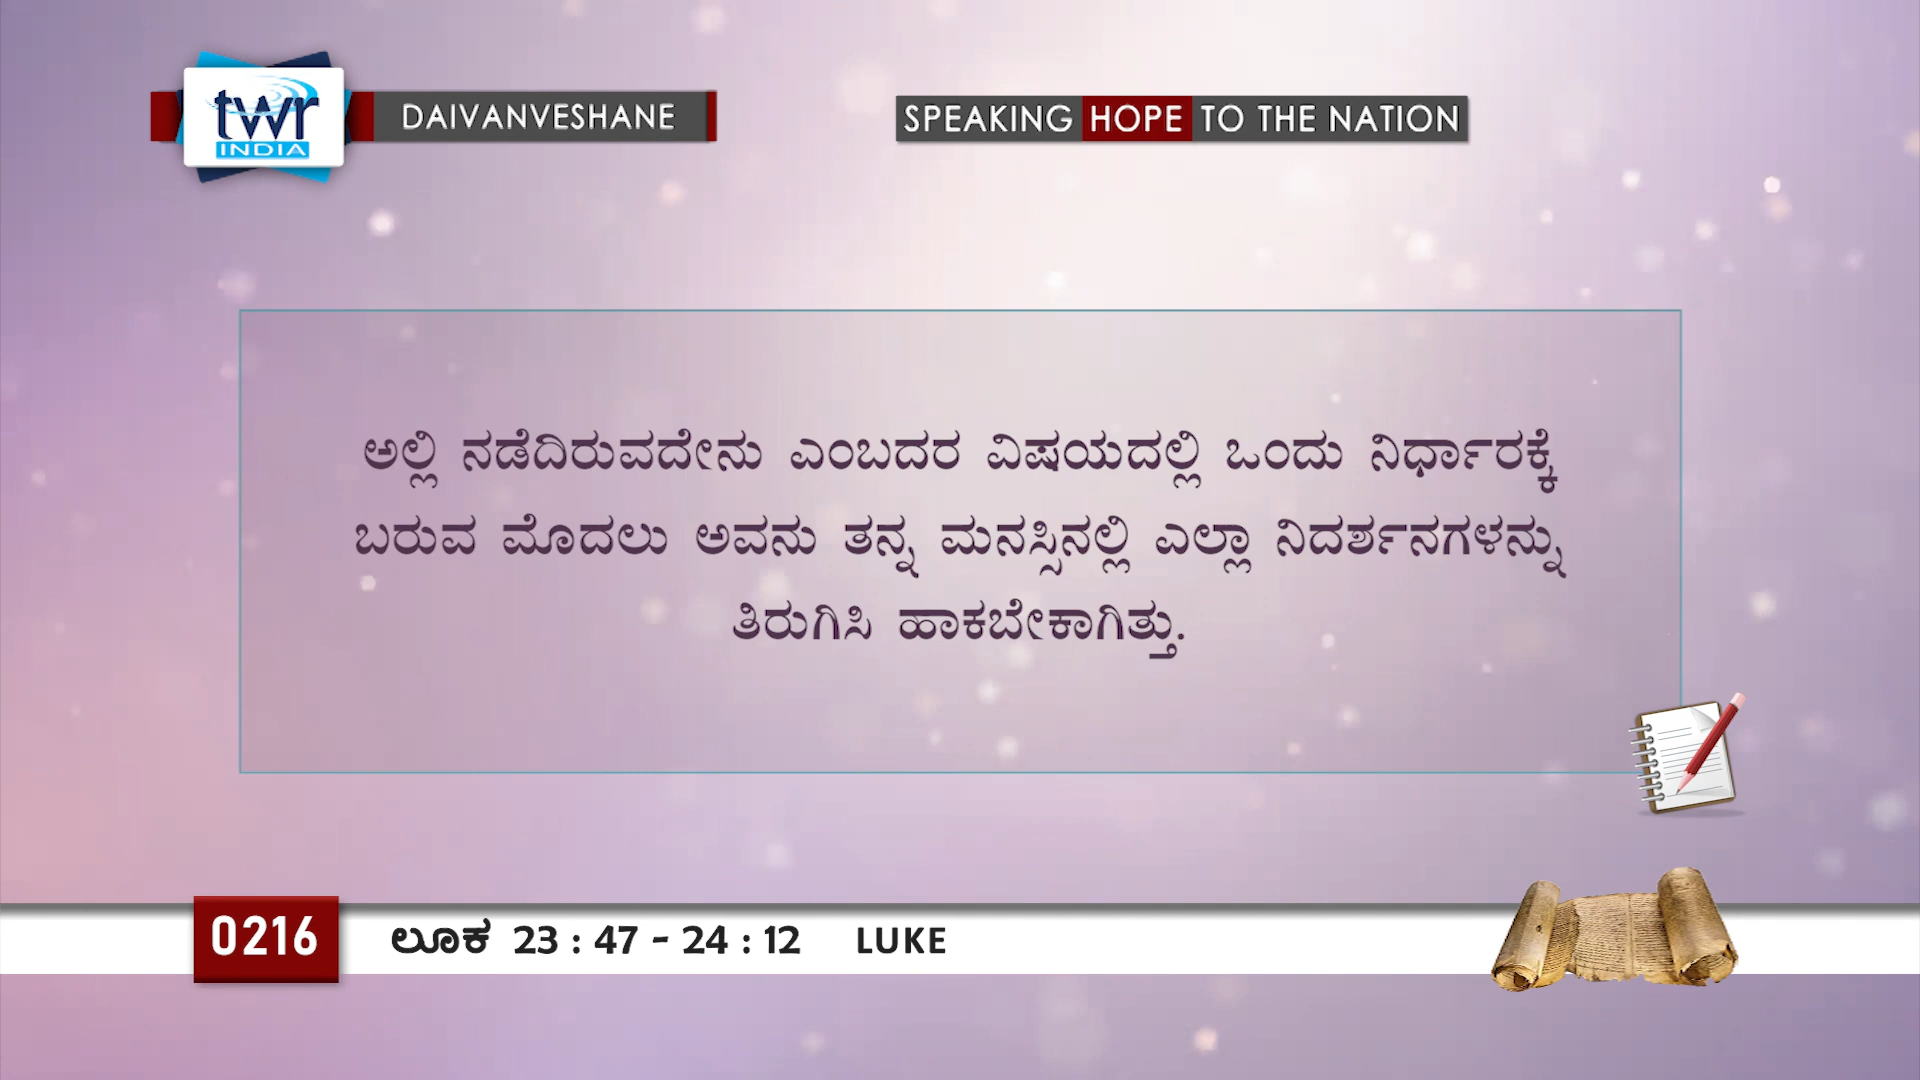 twr
INDIA
DAIVANVESHANE
SPEAKING HOPE TO THE NATION
ಅಲ್ಲಿ ನಡೆದಿರುವದೇನು ಎಂಬದರ ವಿಷಯದಲ್ಲಿ ಒಂದು ನಿರ್ಧಾರಕ್ಕೆ
ಬರುವ ಮೊದಲು ಅವನು ತನ್ನ ಮನಸ್ಸಿನಲ್ಲಿ ಎಲ್ಲಾ ನಿದರ್ಶನಗಳನ್ನು
ತಿರುಗಿಸಿ ಹಾಕಬೇಕಾಗಿತ್ತು.
0216 ಲೂಕ 23 : 47 - 24 : 12 LUKE